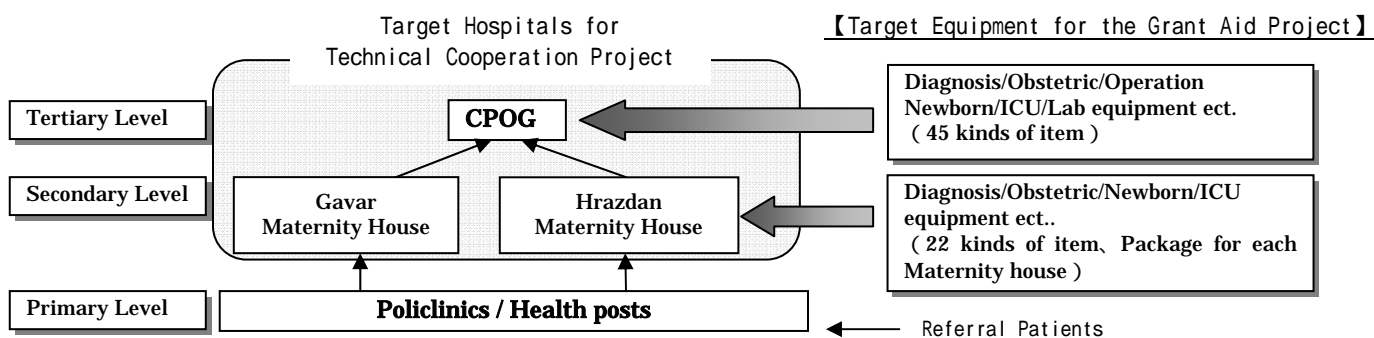 Target Hospitals for
Technical Cooperation Project
【Target Equipment for the Grant Aid Project】
Tertiary Level
CPOG
Diagnosis/Obstetric/Operation
Newborn/ICU/Lab equipment ect.
( 45 kinds of item )
Secondary Level
Gavar
Maternity House
Hrazdan
Maternity House
Diagnosis/Obstetric/Newborn/ICU
equipment ect..
( 22 kinds of item、Package for each
Maternity house )
Primary Level
Policlinics / Health posts
Referral Patients